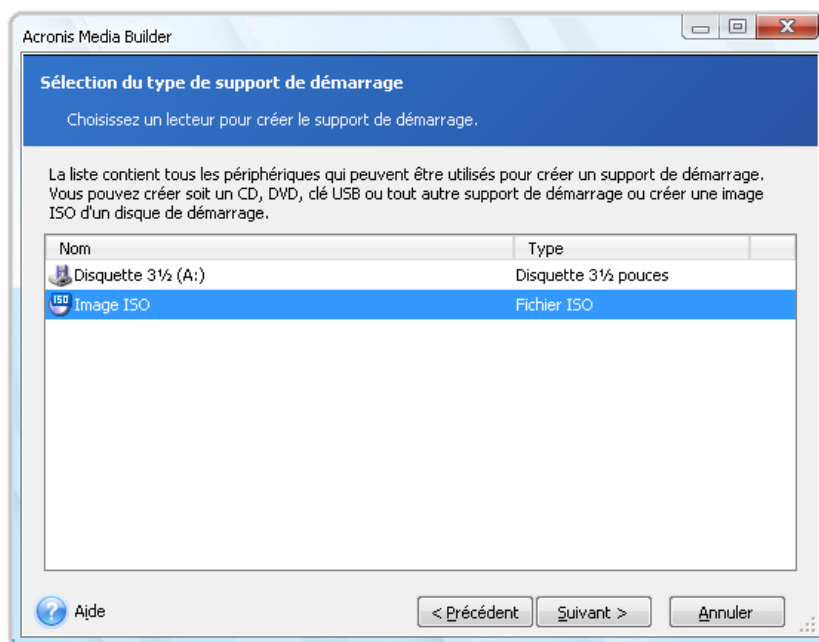 Acronis Media Builder
Sélection du type de support de démarrage
Choisissez un lecteur pour créer le support de démarrage.
La liste contient tous les périphériques qui peuvent être utilisés pour créer un support de démarrage.
Vous pouvez créer soit un CD, DVD, clé USB ou tout autre support de démarrage ou créer une image
ISO d'un disque de démarrage.
Nom Type
Disquette 3½ (A:) Disquette 3½ pouces
ISO Image ISO Fichier ISO
Aide < Précédent Suivant > Annuler